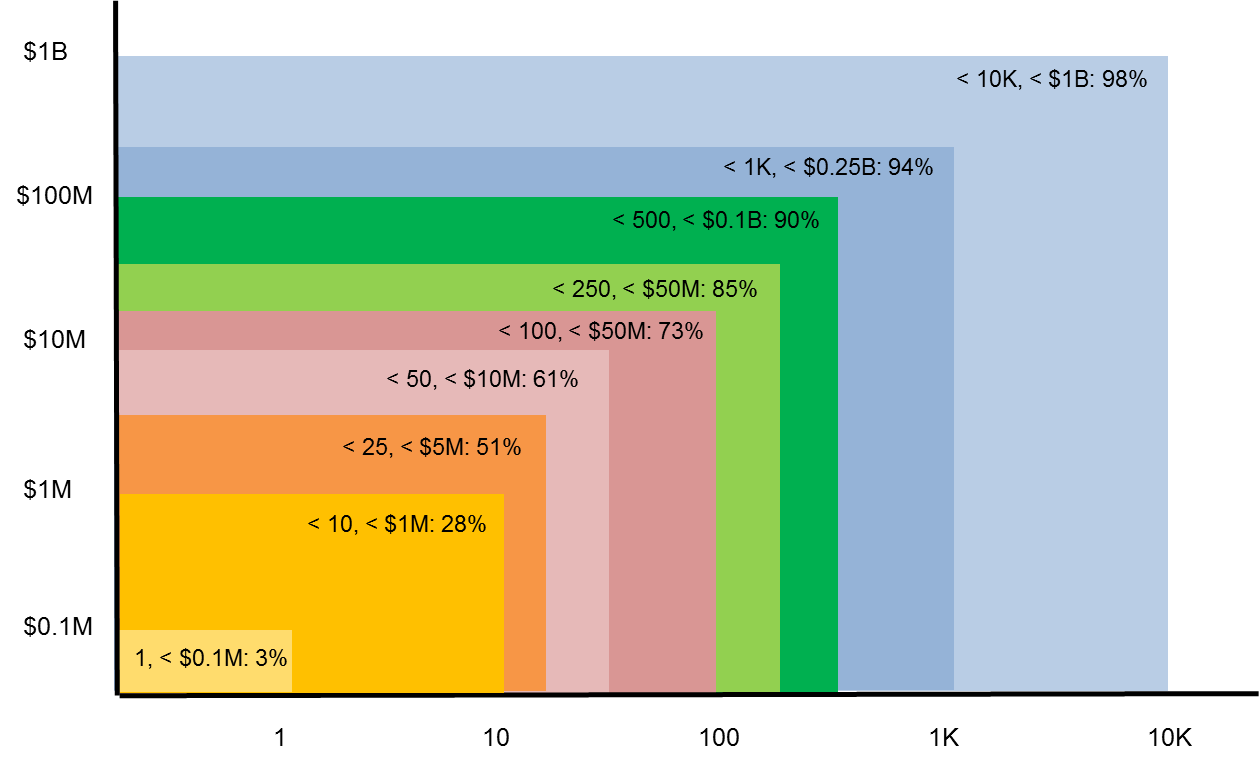 $1B
< 10K, < $1B: 98%
< 1K, < $0.25B: 94%
$100M
< 500, < $0.1B: 90%
< 250, < $50M: 85%
< 100, < $50M: 73%
$10M
< 50, < $10M: 61%
< 25, < $5M: 51%
$1M
< 10, < $1M: 28%
$0.1M
1, < $0.1M: 3%
1 10 100 1K 10K